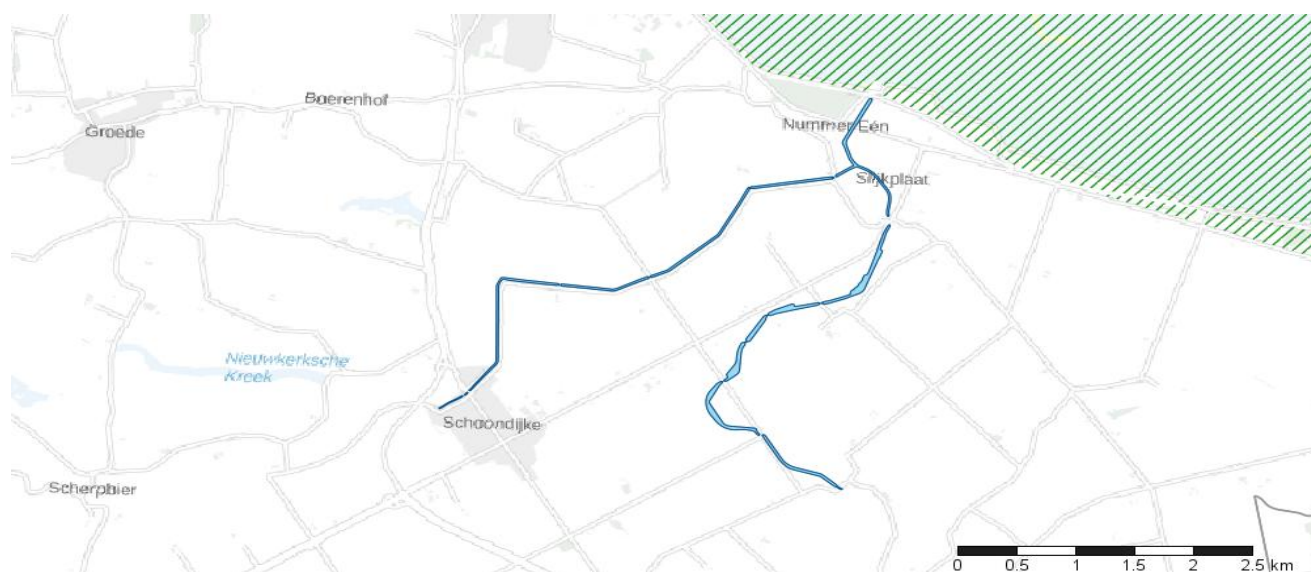 Boerenhof
Groede
Nummer Eén
Slijkplaat
Nieuwkerksche
Kreek
Schoondijke
Scherpbier
0 0.5 1 1.5 2 2.5 km